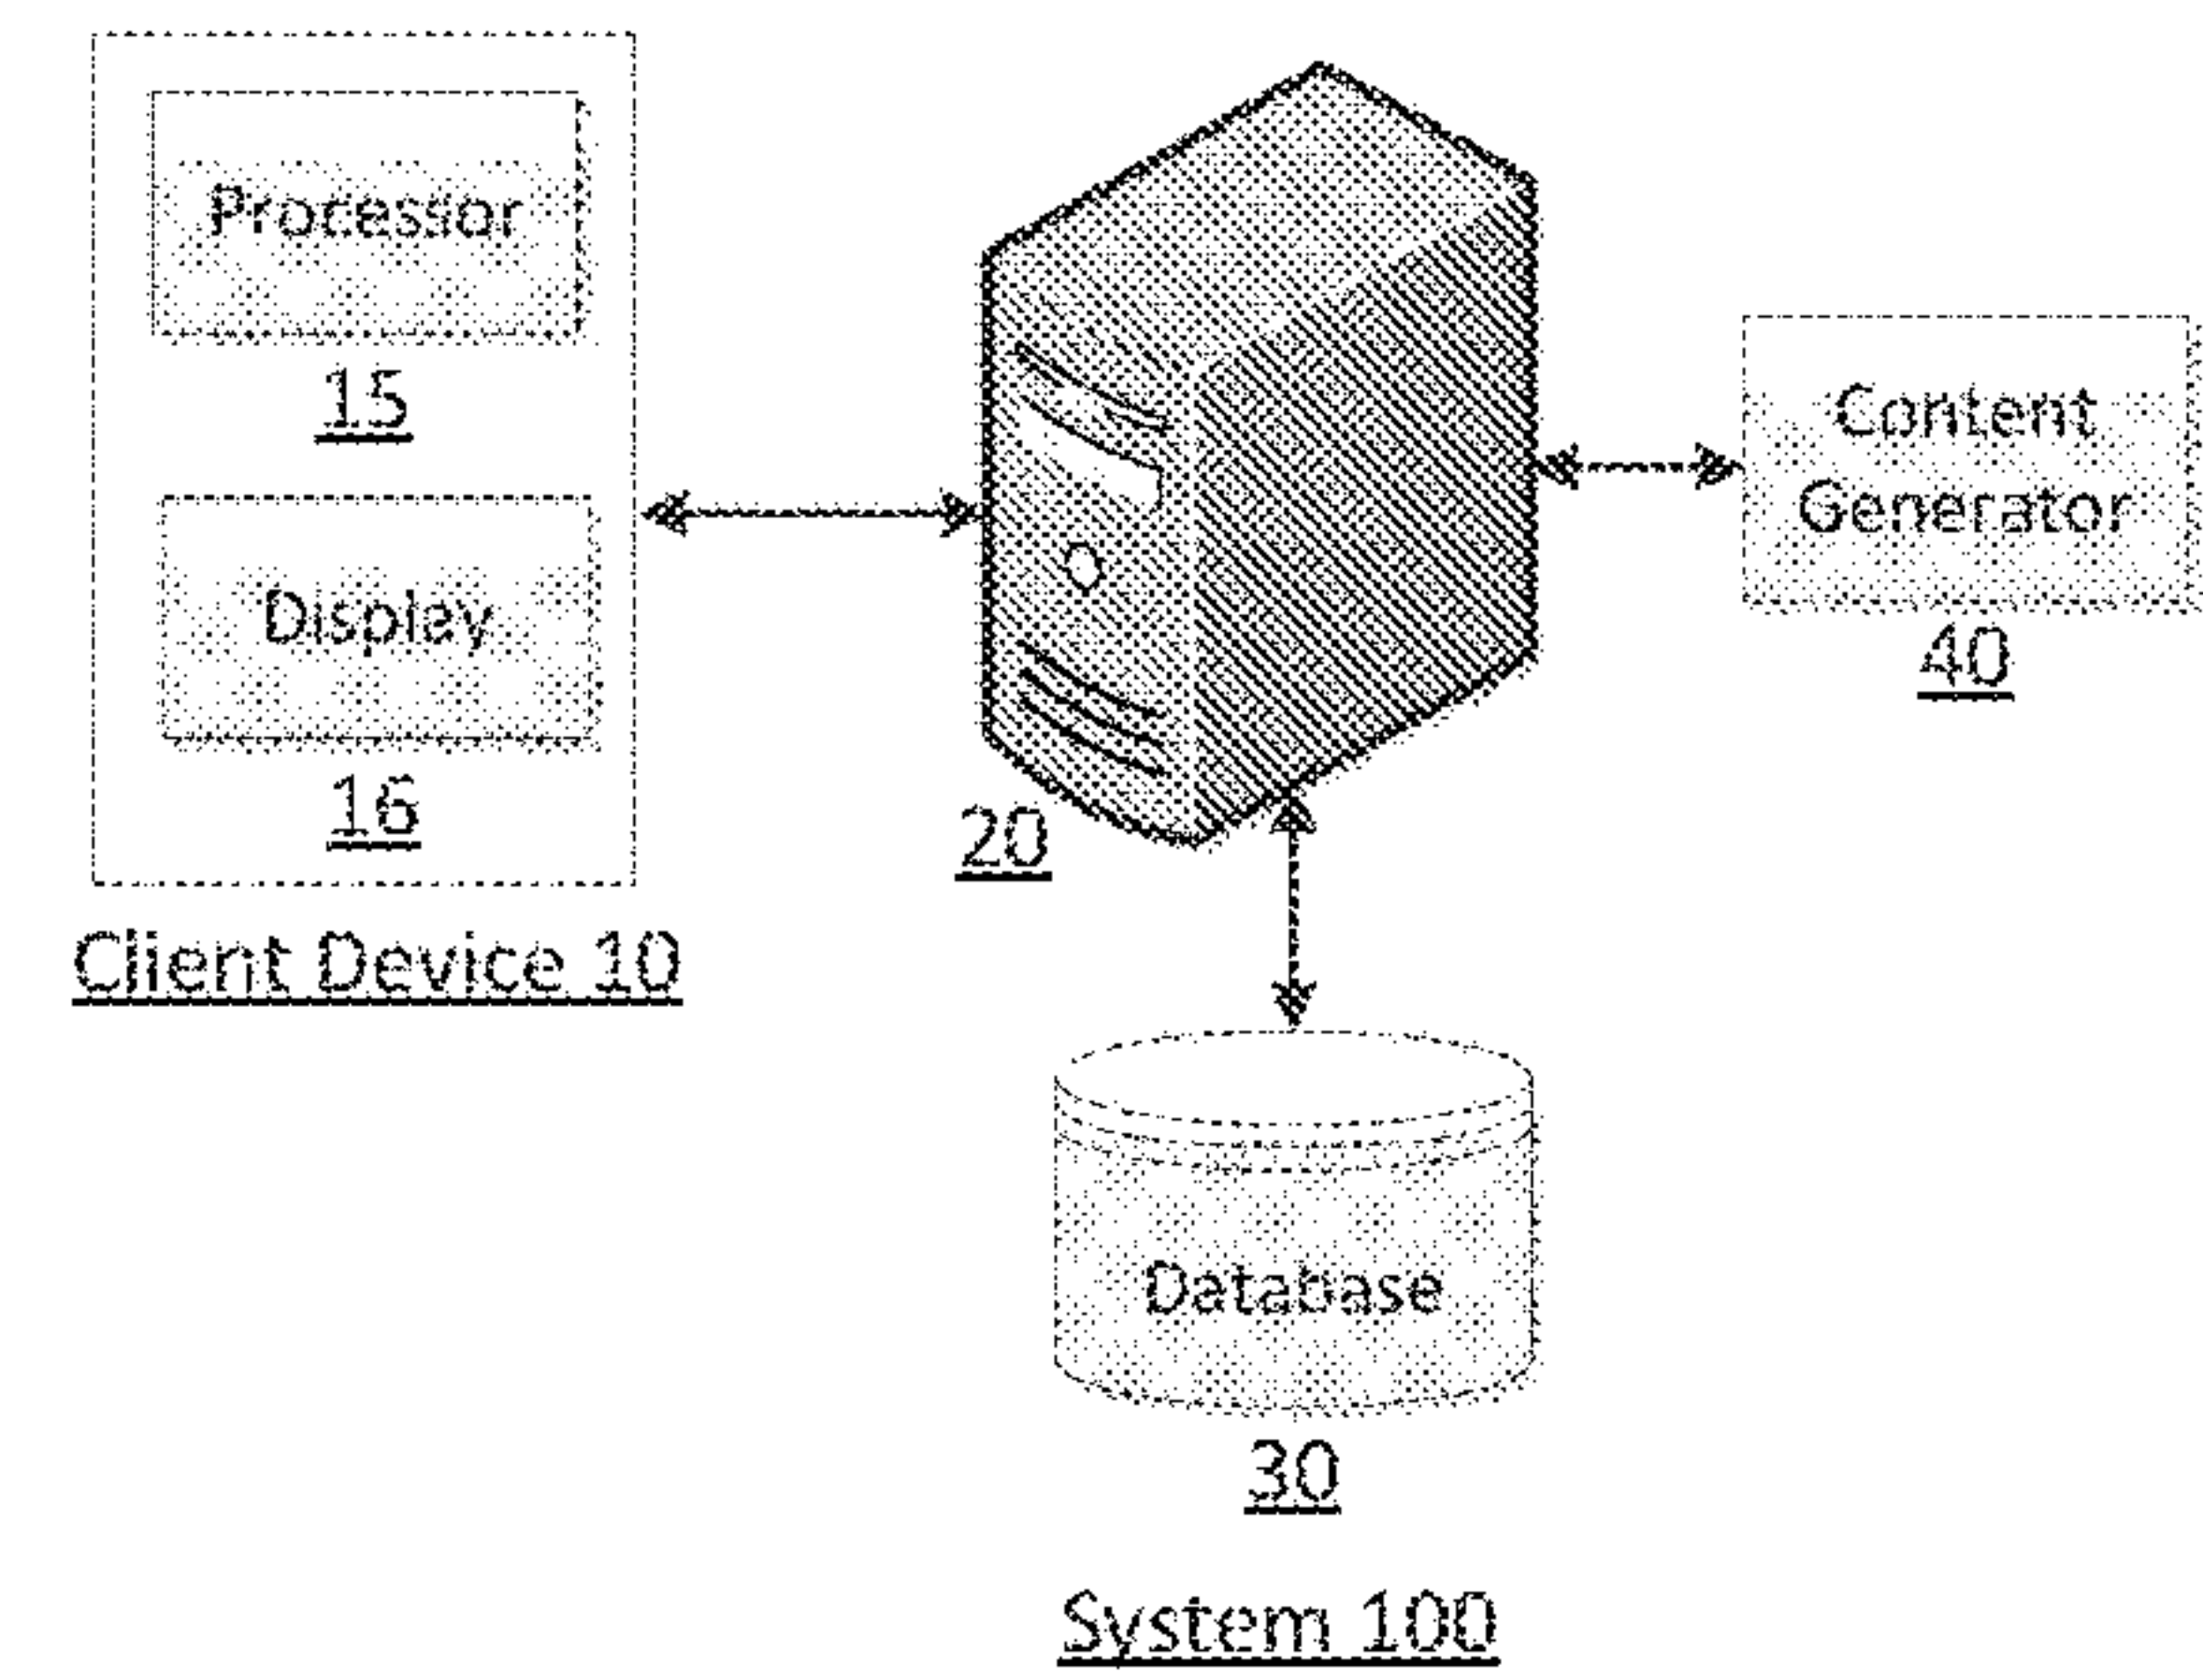 Processor
15
Display
16
Client Device 10
20
Content
Generator
40
Database
30
System 100